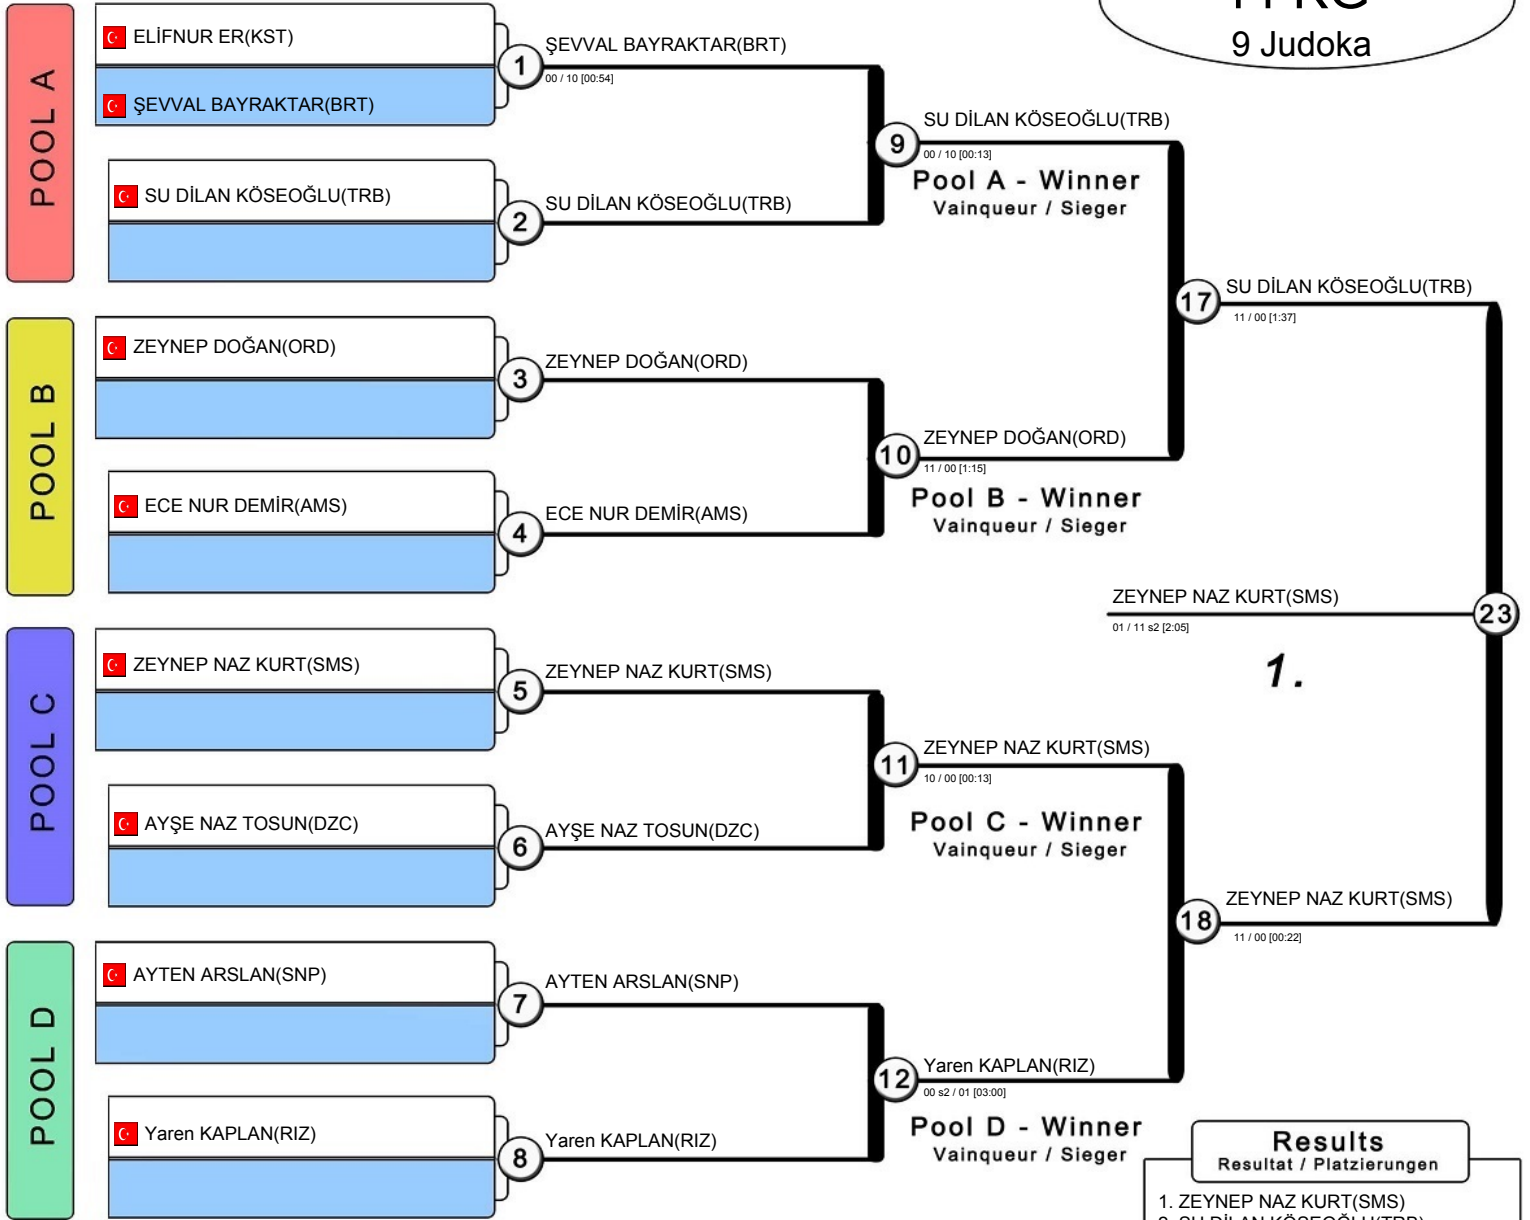 9 Judoka
POOL A
ELİFNUR ER(KST)
ŞEVVAL BAYRAKTAR(BRT)
SU DİLAN KÖSEOĞLU(TRB)
1
ŞEVVAL BAYRAKTAR(BRT)
00 / 10 [00:54]
2
SU DİLAN KÖSEOĞLU(TRB)
9
SU DİLAN KÖSEOĞLU(TRB)
00 / 10 [00:13]
Pool A - Winner
Vainqueur / Sieger
POOL B
ZEYNEP DOĞAN(ORD)
ECE NUR DEMİR(AMS)
3
ZEYNEP DOĞAN(ORD)
4
ECE NUR DEMİR(AMS)
10
ZEYNEP DOĞAN(ORD)
11 / 00 [1:15]
Pool B - Winner
Vainqueur / Sieger
17
SU DİLAN KÖSEOĞLU(TRB)
11 / 00 [1:37]
POOL C
ZEYNEP NAZ KURT(SMS)
AYŞE NAZ TOSUN(DZC)
5
ZEYNEP NAZ KURT(SMS)
6
AYŞE NAZ TOSUN(DZC)
11
ZEYNEP NAZ KURT(SMS)
10 / 00 [00:13]
Pool C - Winner
Vainqueur / Sieger
POOL D
AYTEN ARSLAN(SNP)
Yaren KAPLAN(RIZ)
7
AYTEN ARSLAN(SNP)
8
Yaren KAPLAN(RIZ)
12
Yaren KAPLAN(RIZ)
00 s2 / 01 [03:00]
Pool D - Winner
Vainqueur / Sieger
18
ZEYNEP NAZ KURT(SMS)
11 / 00 [00:22]
23
ZEYNEP NAZ KURT(SMS)
01 / 11 s2 [2:05]
1.
Results
Resultat / Platzierungen
1. ZEYNEP NAZ KURT(SMS)
2. SU DİLAN KÖSEOĞLU(TRB)